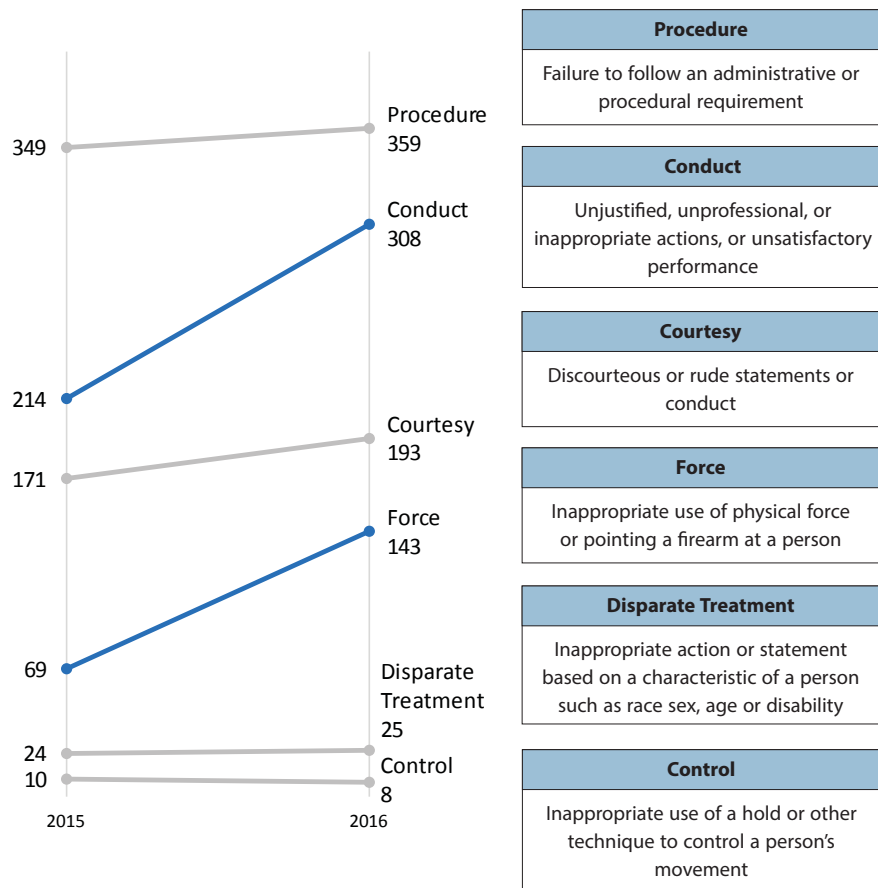 349
214
171
69
24
10
Procedure
359
Conduct
308
Courtesy
193
Force
143
Disparate
Treatment
25
Control
8
2015
2016
Procedure
Failure to follow an administrative or
procedural requirement
Conduct
Unjustified, unprofessional, or
inappropriate actions, or unsatisfactory
performance
Courtesy
Discourteous or rude statements or
conduct
Force
Inappropriate use of physical force
or pointing a firearm at a person
Disparate Treatment
Inappropriate action or statement
based on a characteristic of a person
such as race sex, age or disability
Control
Inappropriate use of a hold or other
technique to control a person’s
movement